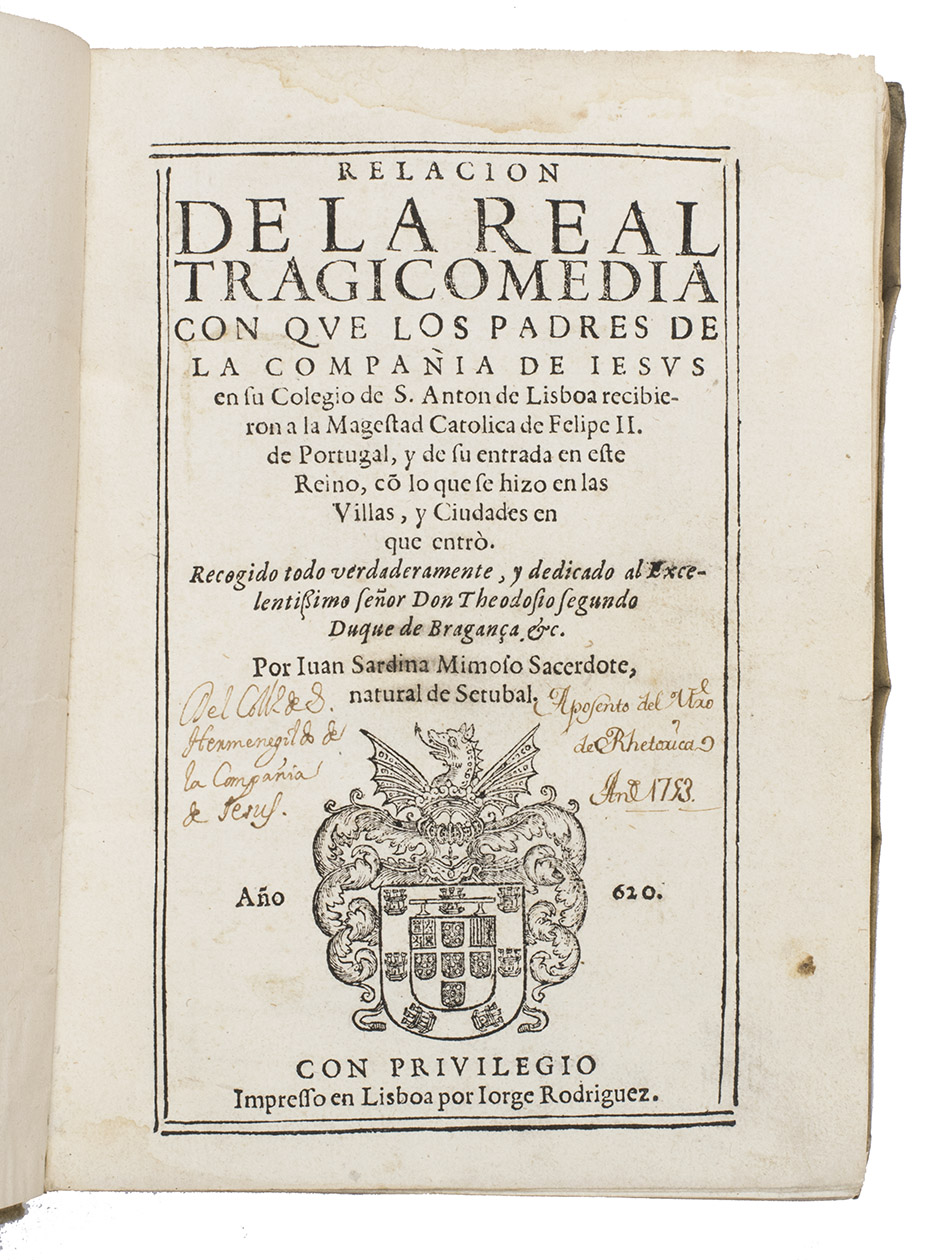 RELACION
DE LA REAL
TRAGICOMEDIA
CON QVE LOS PADRES DE
LA COMPAÑIA DE IESVS
en ſu Colegio de S. Anton de Lisboa recibie-
ron a la Mageſtad Catolica de Felipe II.
de Portugal, y de ſu entrada en eſte
Reino, cõ lo que ſe hizo en las
Villas, y Ciudades en
que entrò.
Recogido todo verdaderamente, y dedicado al Exce-
lentißimo ſeñor Don Theodoſio ſegundo
Duque de Bragança &c.
Por Iuan Sardina Mimoſo Sacerdote,
natural de Setubal.
Del Coll.º de S.
Hermenegildo de
la Compañia
de Jesus.
Aposento del
de Rhetorica
1753.
Año 620.
CON PRIVILEGIO
Impreſſo en Lisboa por Iorge Rodriguez.